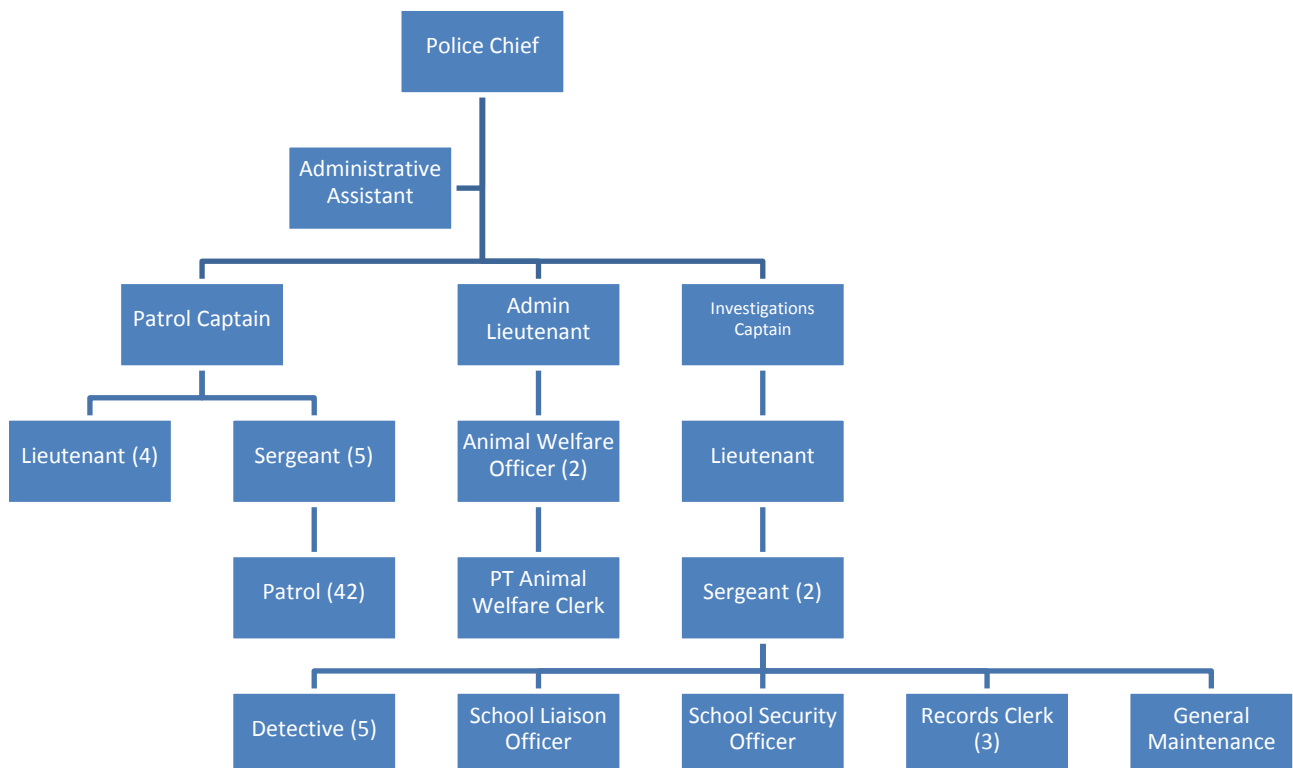 Police Chief
Administrative
Assistant
Patrol Captain
Admin
Lieutenant
Investigations
Captain
Lieutenant (4)
Sergeant (5)
Animal Welfare
Officer (2)
Lieutenant
Patrol (42)
PT Animal
Welfare Clerk
Sergeant (2)
Detective (5)
School Liaison
Officer
School Security
Officer
Records Clerk
(3)
General
Maintenance